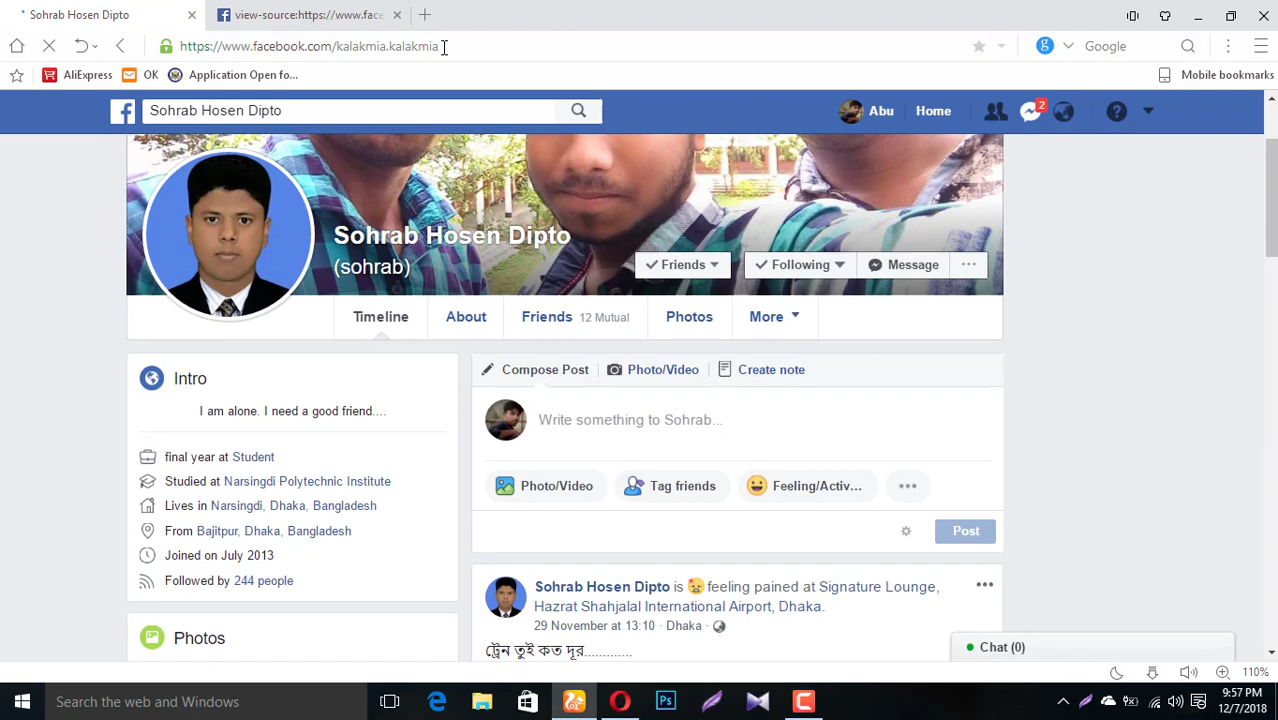 Sohrab Hosen Dipto
view-source:https://www.face
https://www.facebook.com/kalakmia.kalakmia
Google
AliExpress
OK
Application Open fo...
Mobile bookmarks
Sohrab Hosen Dipto
Abu
Home
2
Sohrab Hosen Dipto
(sohrab)
Friends
Following
Message
Timeline
About
Friends 12 Mutual
Photos
More
Intro
I am alone. I need a good friend....
final year at Student
Studied at Narsingdi Polytechnic Institute
Lives in Narsingdi, Dhaka, Bangladesh
From Bajitpur, Dhaka, Bangladesh
Joined on July 2013
Followed by 244 people
Photos
Compose Post
Photo/Video
Create note
Write something to Sohrab...
Photo/Video
Tag friends
Feeling/Activ...
Post
Sohrab Hosen Dipto is feeling pained at Signature Lounge,
Hazrat Shahjalal International Airport, Dhaka.
29 November at 13:10 · Dhaka ·
ট্রেন তুই কত দূর.............
Chat (0)
110%
Search the web and Windows
9:57 PM
12/7/2018